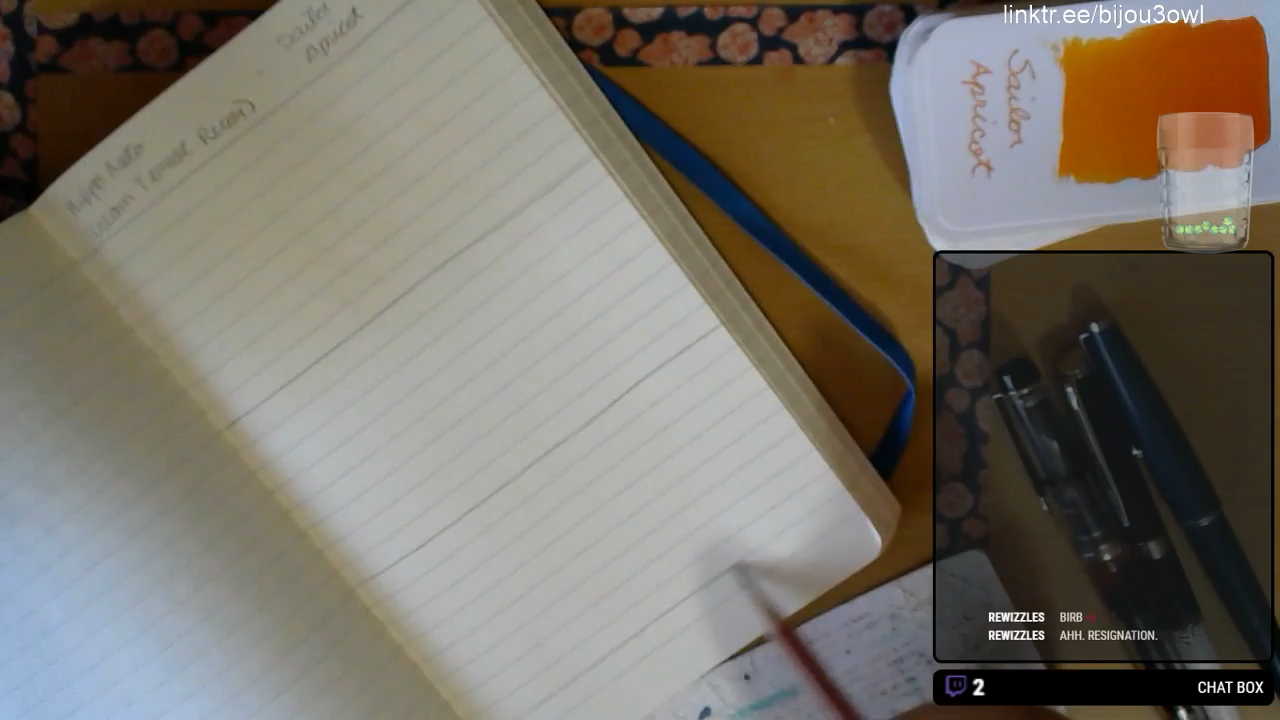 linktr.ee/bijou3owl
Sailor
Apricot
Sailor
Apricot
REWIZZLES BIRB
REWIZZLES AHH. RESIGNATION.
2
CHAT BOX